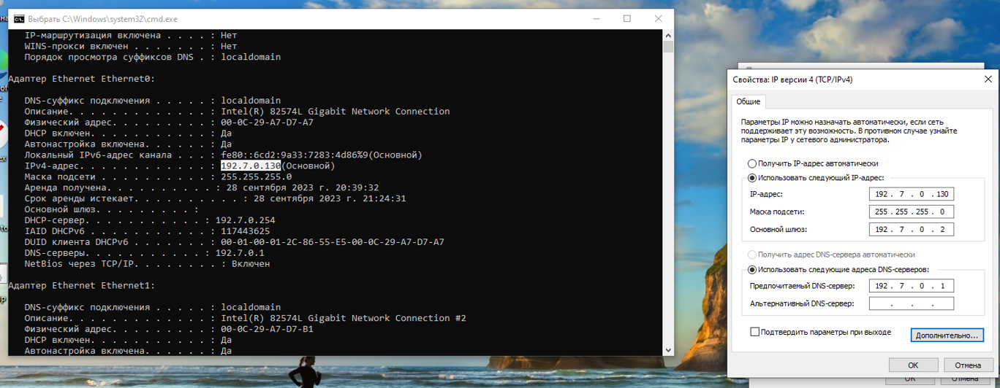 Выбрать C:\Windows\system32\cmd.exe
IP-маршрутизация включена . . . . : Нет
WINS-прокси включен . . . . . . . : Нет
Порядок просмотра суффиксов DNS . : localdomain
Адаптер Ethernet Ethernet0:
DNS-суффикс подключения . . . . . : localdomain
Описание. . . . . . . . . . . . . : Intel(R) 82574L Gigabit Network Connection
Физический адрес. . . . . . . . . : 00-0C-29-A7-D7-A7
DHCP включен. . . . . . . . . . . : Да
Автонастройка включена. . . . . . : Да
Локальный IPv6-адрес канала . . . : fe80::6cd2:9a33:7283:4d86%9(Основной)
IPv4-адрес. . . . . . . . . . . . : 192.7.0.130(Основной)
Маска подсети . . . . . . . . . . : 255.255.255.0
Аренда получена. . . . . . . . . . : 28 сентября 2023 г. 20:39:32
Срок аренды истекает. . . . . . . . . . : 28 сентября 2023 г. 21:24:31
Основной шлюз. . . . . . . . . :
DHCP-сервер. . . . . . . . . . . : 192.7.0.254
IAID DHCPv6 . . . . . . . . . . . : 117443625
DUID клиента DHCPv6 . . . . . . . : 00-01-00-01-2C-86-55-E5-00-0C-29-A7-D7-A7
DNS-серверы. . . . . . . . . . . : 192.7.0.1
NetBios через TCP/IP. . . . . . . . : Включен
Адаптер Ethernet Ethernet1:
DNS-суффикс подключения . . . . . : localdomain
Описание. . . . . . . . . . . . . : Intel(R) 82574L Gigabit Network Connection #2
Физический адрес. . . . . . . . . : 00-0C-29-A7-D7-B1
DHCP включен. . . . . . . . . . . : Да
Автонастройка включена. . . . . . : Да
Свойства: IP версии 4 (TCP/IPv4)
Общие
Параметры IP можно назначать автоматически, если сеть
поддерживает эту возможность. В противном случае узнайте
параметры IP у сетевого администратора.
Получить IP-адрес автоматически
Использовать следующий IP-адрес:
IP-адрес: 192 . 7 . 0 . 130
Маска подсети: 255 . 255 . 255 . 0
Основной шлюз: 192 . 7 . 0 . 2
Получить адрес DNS-сервера автоматически
Использовать следующие адреса DNS-серверов:
Предпочитаемый DNS-сервер: 192 . 7 . 0 . 1
Альтернативный DNS-сервер: . . .
Подтвердить параметры при выходе
Дополнительно...
ОК Отмена